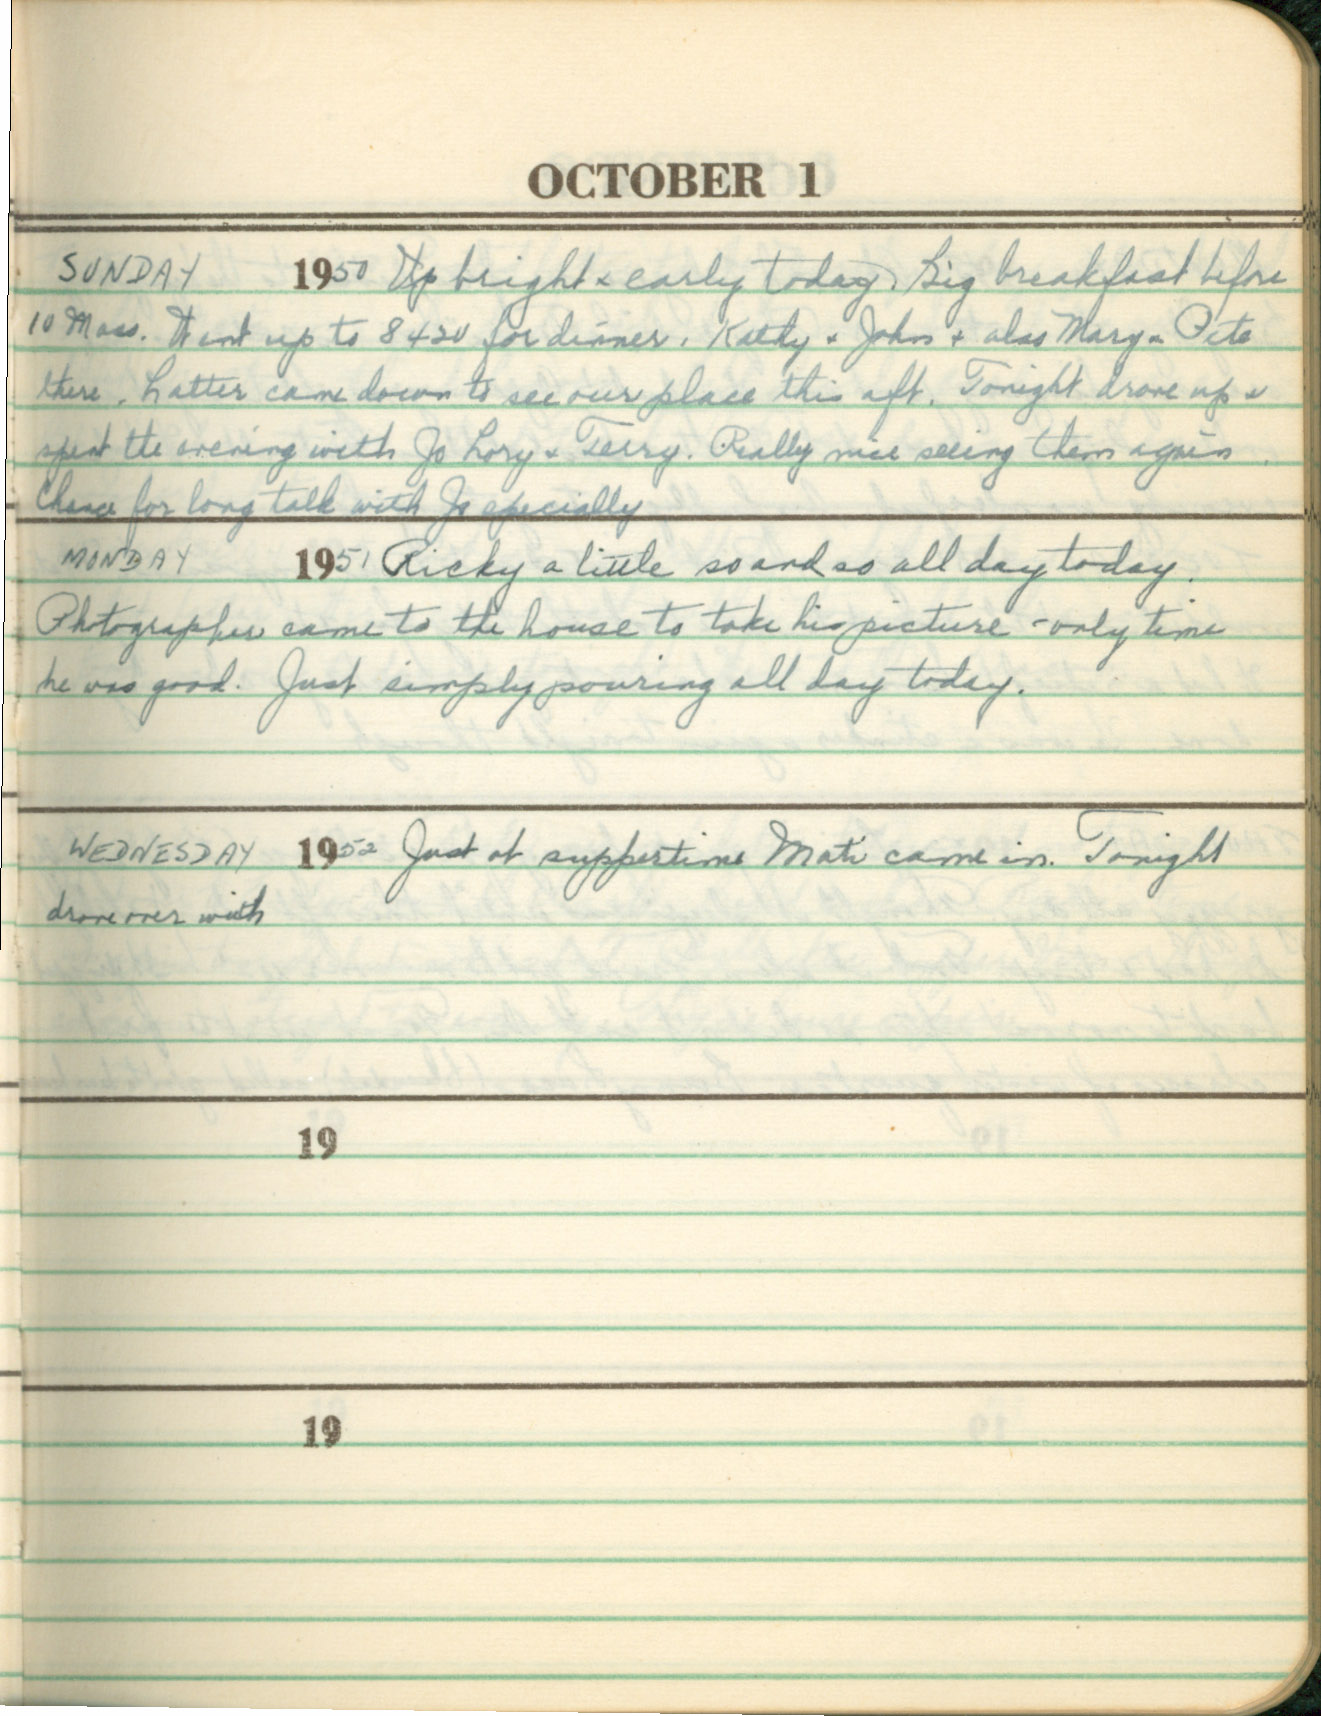 OCTOBER 1
SUNDAY 1950 Up bright & early today. Big breakfast before
10 Mass. Went up to 8420 for dinner. Kathy & John & also Mary & Pete
there. Latter came down to see our place this aft. Tonight drove up &
spent the evening with Jo Lory & Terry. Really nice seeing them again.
Chance for long talk with Jo specially
MONDAY 1951 Ricky a little so and so all day today.
Photographer came to the house to take his picture - only time
he was good. Just simply pouring all day today.
WEDNESDAY 1952 Just at suppertime Mati came in. Tonight
drove over with
19
19